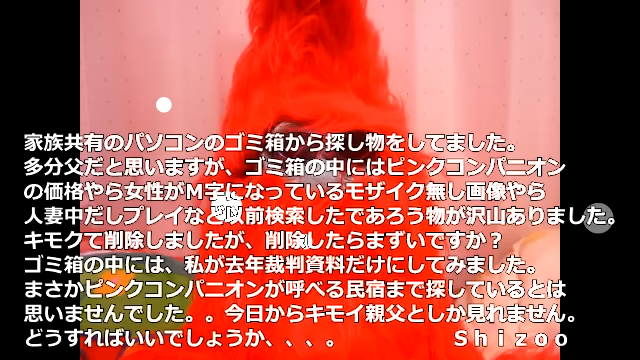 家族共有のパソコンのゴミ箱から探し物をしてました。
多分父だと思いますが、ゴミ箱の中にはピンクコンパニオン
の価格やら女性がM字になっているモザイク無し画像やら
人妻中だしプレイなど以前検索したであろう物が沢山ありました。
キモクて削除しましたが、削除したらまずいですか？
ゴミ箱の中には、私が去年裁判資料だけにしてみました。
まさかピンクコンパニオンが呼べる民宿まで探しているとは
思いませんでした。。今日からキモイ親父としか見れません。
どうすればいいでしょうか、、、、。 Ｓｈｉｚｏｏ